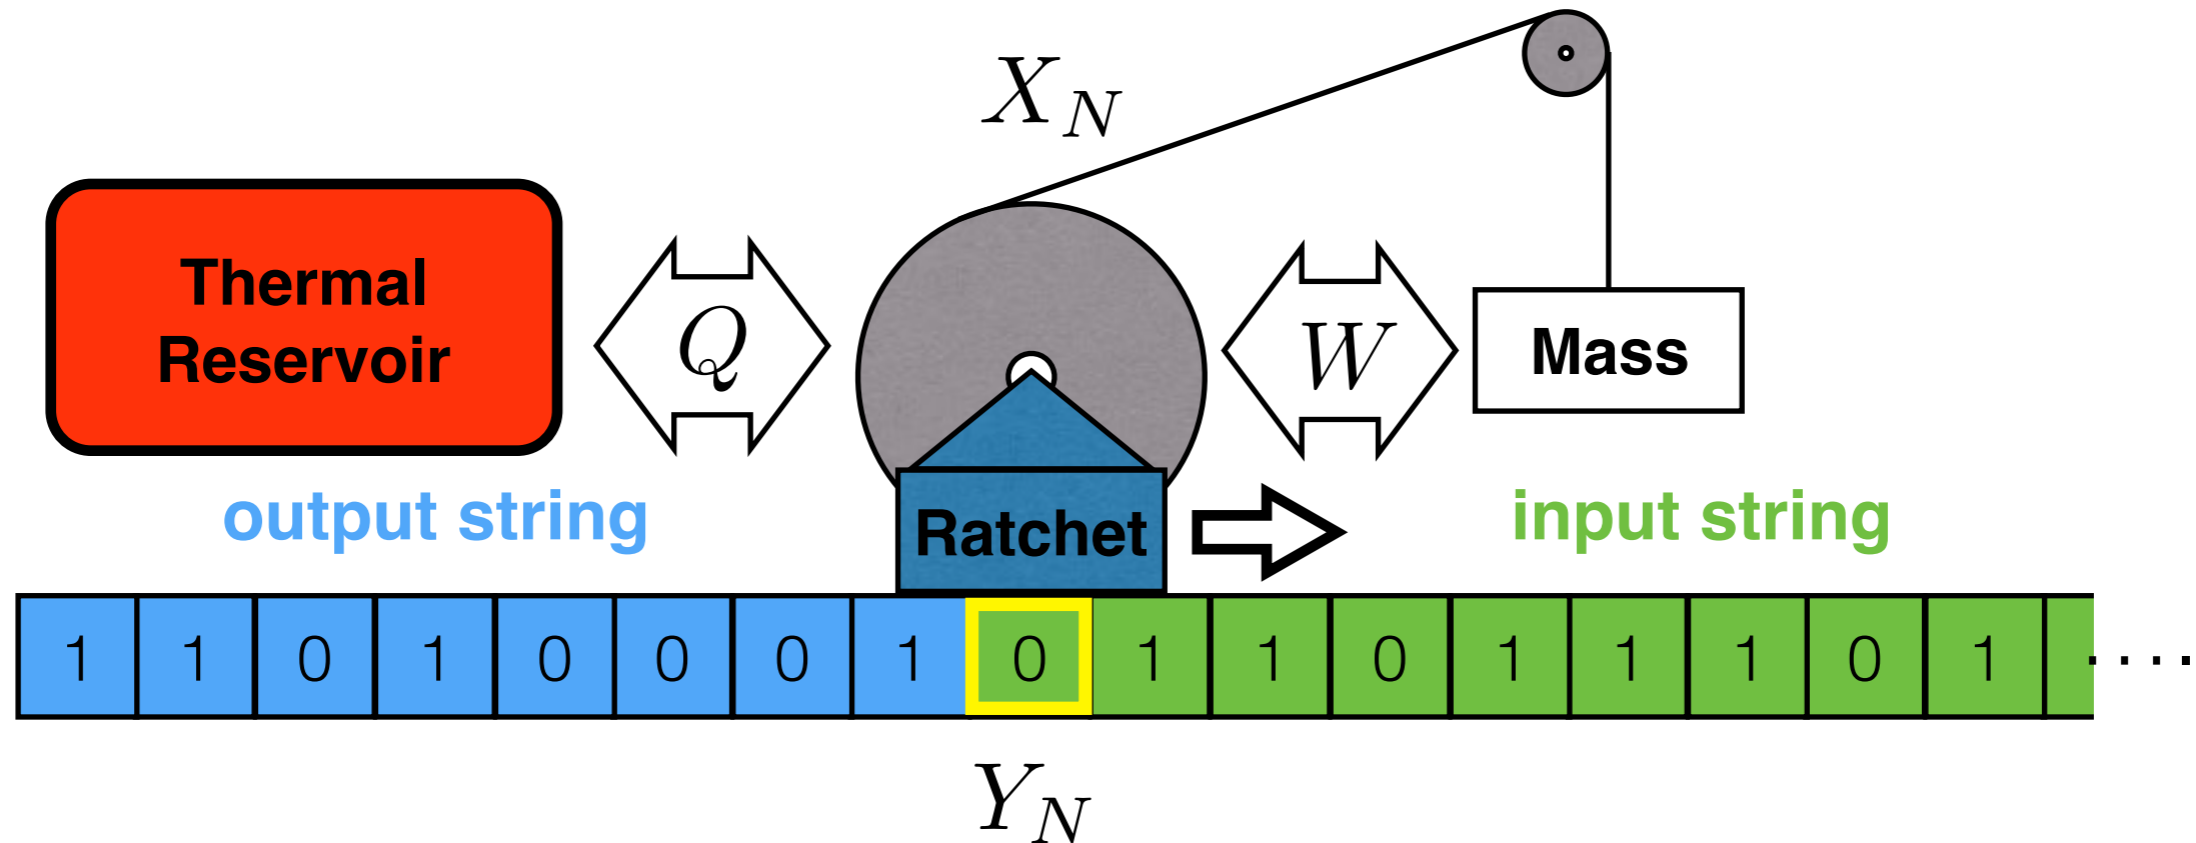 X_N
Thermal
Reservoir
Q
W
Mass
output string
Ratchet
input string
1 1 0 1 0 0 0 1 0 1 1 0 1 1 1 0 1 ....
Y_N